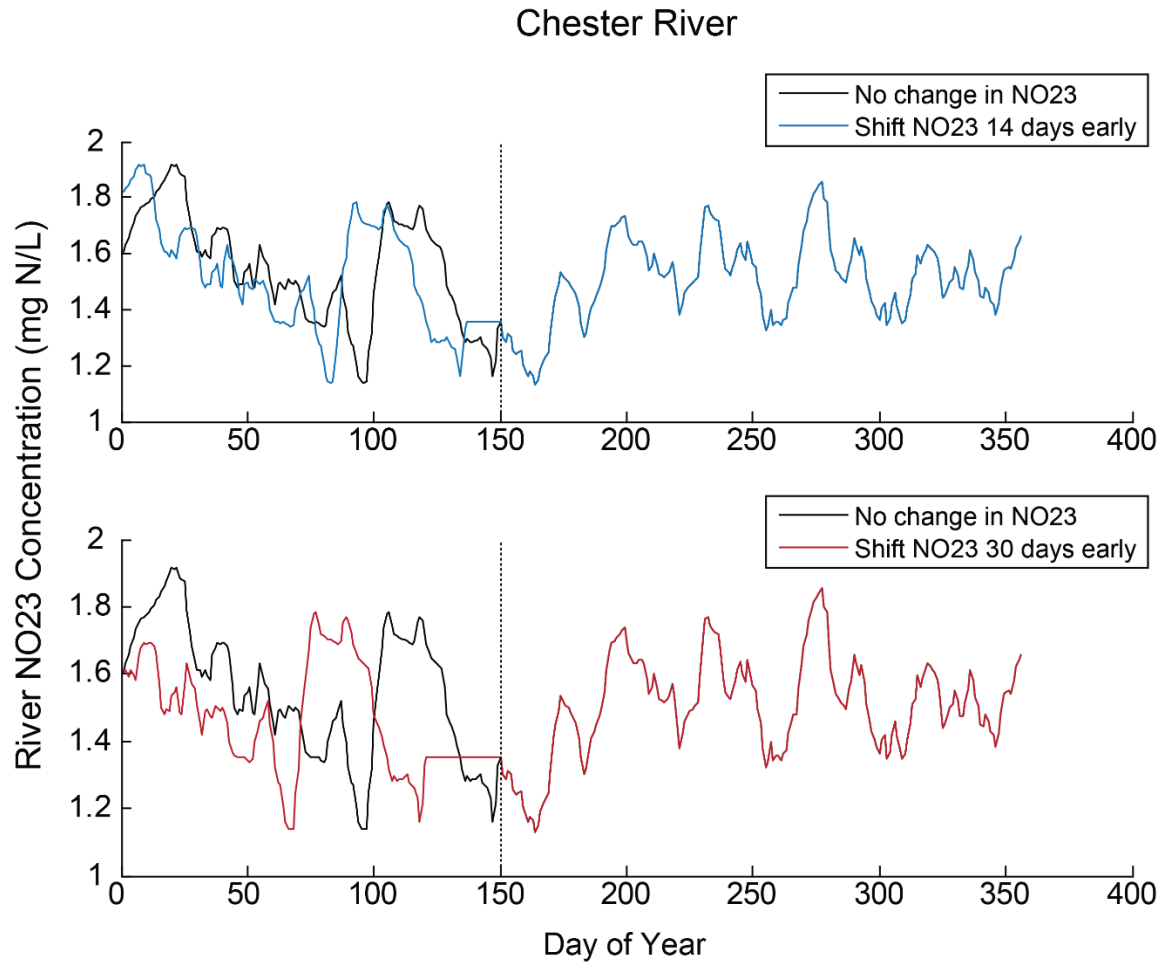 Chester River
No change in NO23
Shift NO23 14 days early
2
1.8
1.6
1.4
1.2
1
0 50 100 150 200 250 300 350 400
No change in NO23
Shift NO23 30 days early
2
1.8
1.6
1.4
1.2
1
0 50 100 150 200 250 300 350 400
River NO23 Concentration (mg N/L)
Day of Year